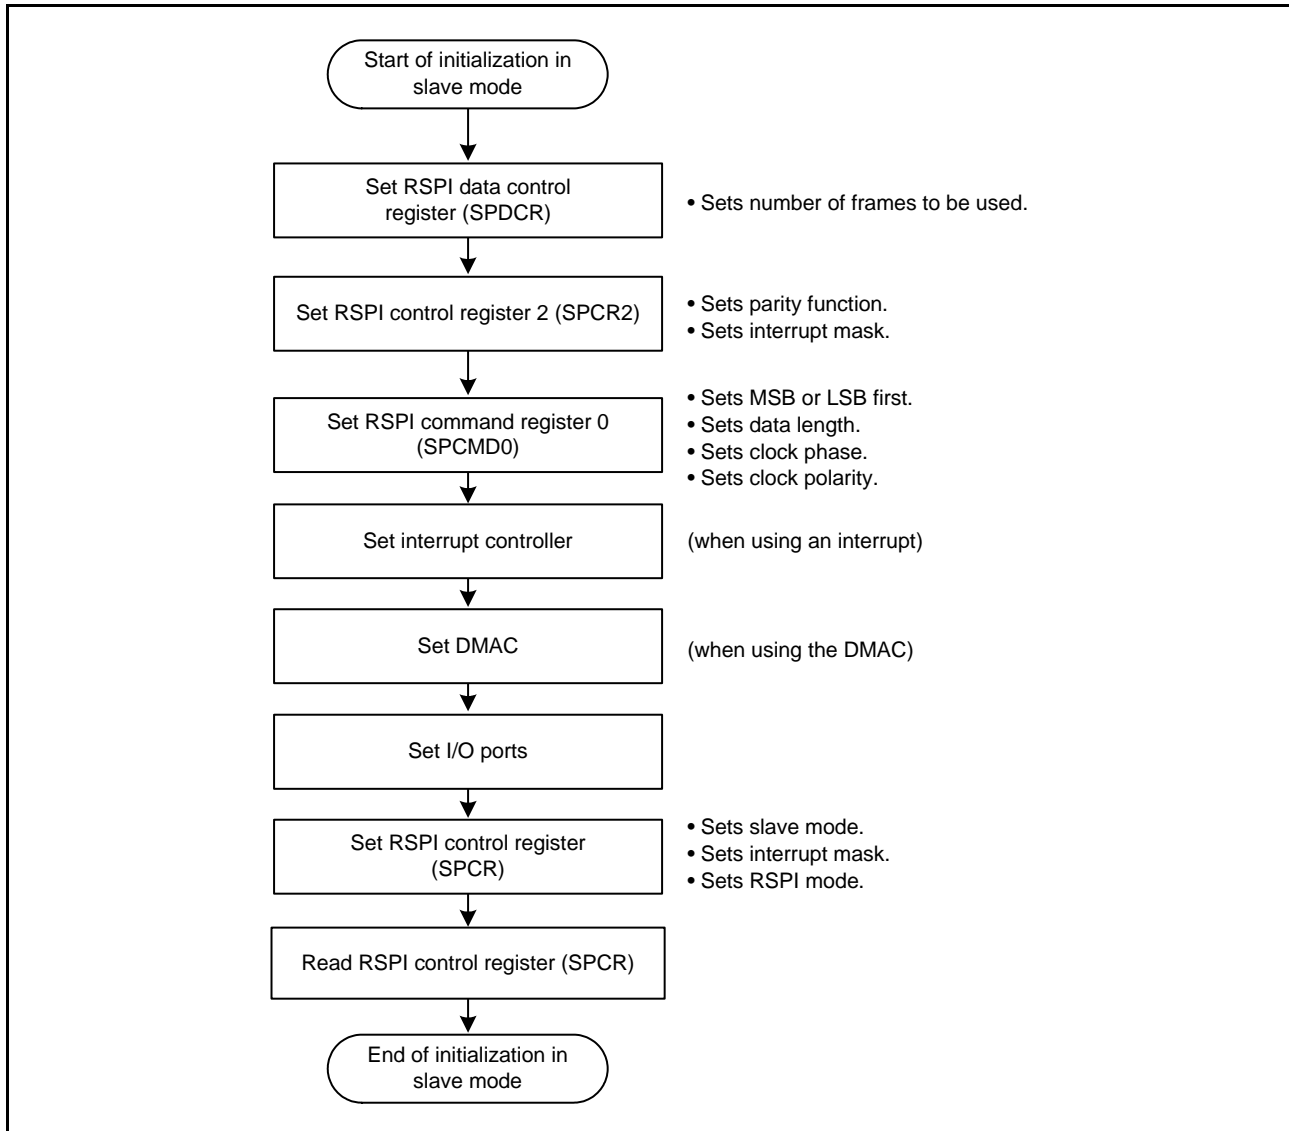 Start of initialization in
slave mode
Set RSPI data control
register (SPDCR)
• Sets number of frames to be used.
Set RSPI control register 2 (SPCR2)
• Sets parity function.
• Sets interrupt mask.
Set RSPI command register 0
(SPCMD0)
• Sets MSB or LSB first.
• Sets data length.
• Sets clock phase.
• Sets clock polarity.
Set interrupt controller
(when using an interrupt)
Set DMAC
(when using the DMAC)
Set I/O ports
Set RSPI control register
(SPCR)
• Sets slave mode.
• Sets interrupt mask.
• Sets RSPI mode.
Read RSPI control register (SPCR)
End of initialization in
slave mode